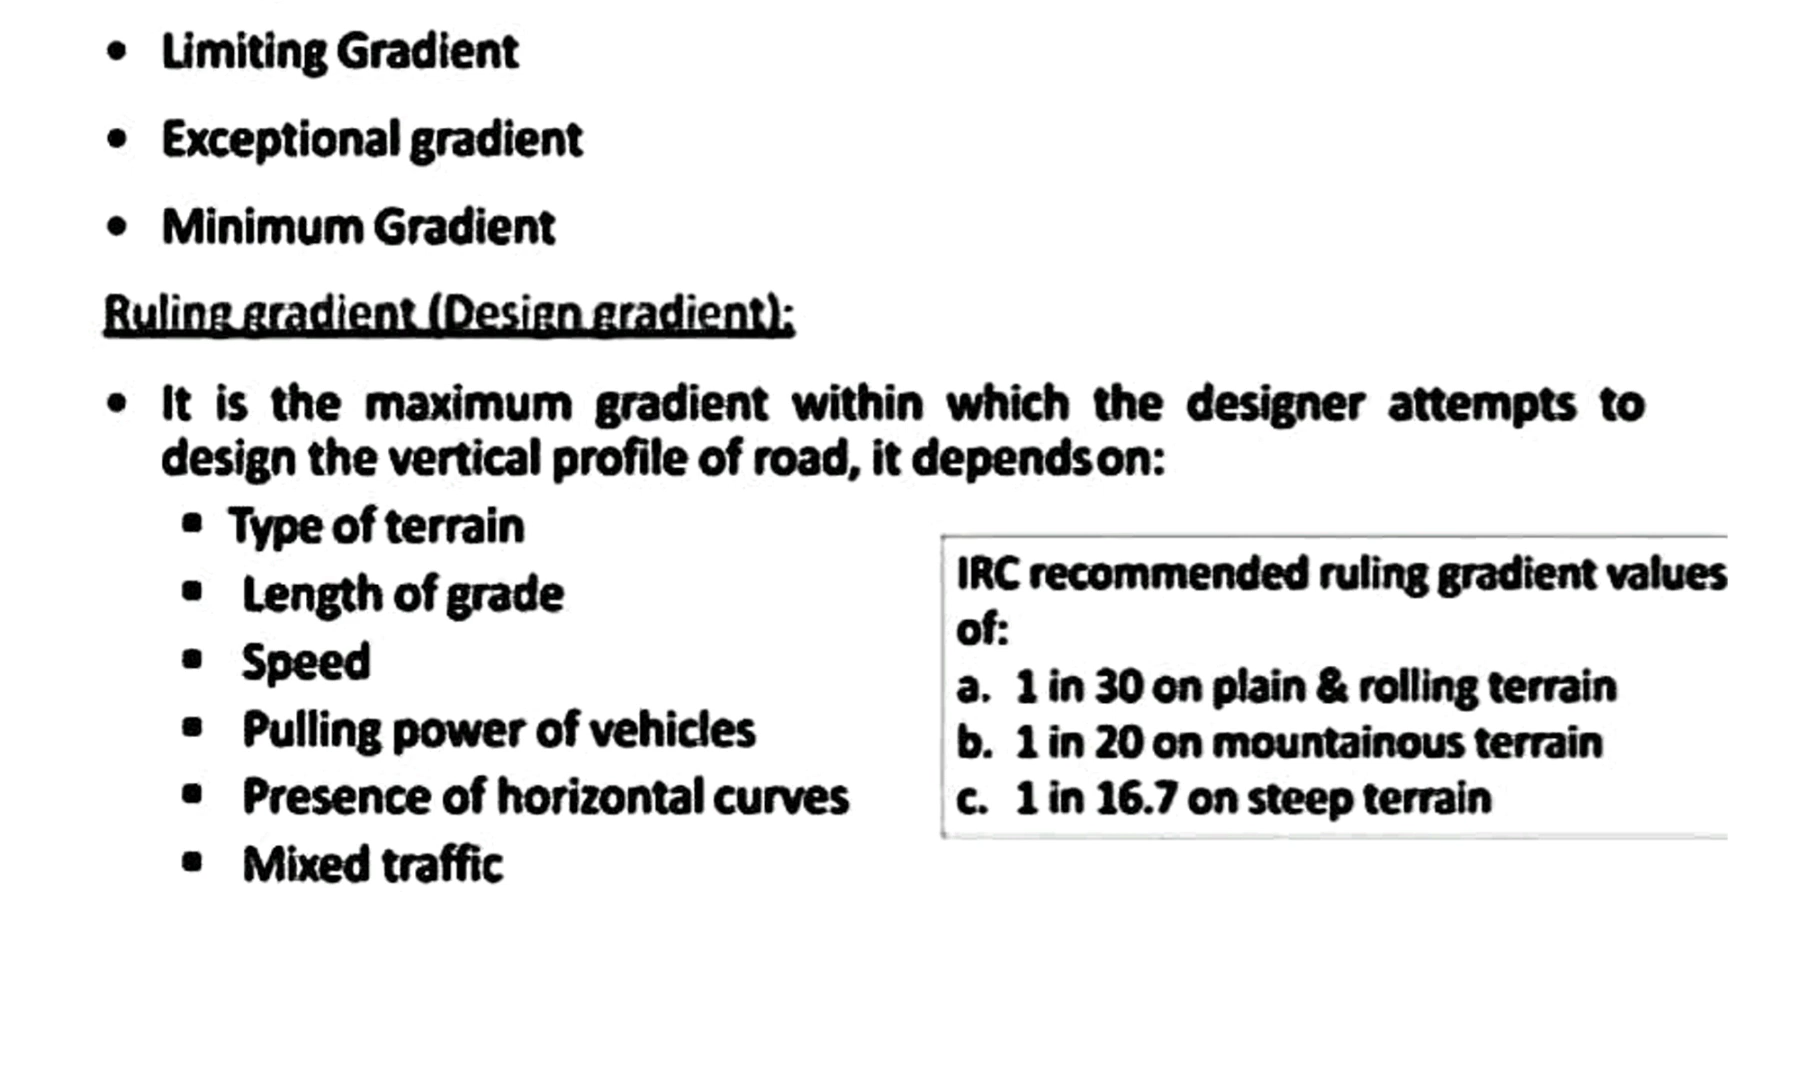 • Limiting Gradient
• Exceptional gradient
• Minimum Gradient
Ruling gradient (Design gradient):
• It is the maximum gradient within which the designer attempts to
design the vertical profile of road, it depends on:
▪ Type of terrain
▪ Length of grade
▪ Speed
▪ Pulling power of vehicles
▪ Presence of horizontal curves
▪ Mixed traffic
IRC recommended ruling gradient values
of:
a. 1 in 30 on plain & rolling terrain
b. 1 in 20 on mountainous terrain
c. 1 in 16.7 on steep terrain